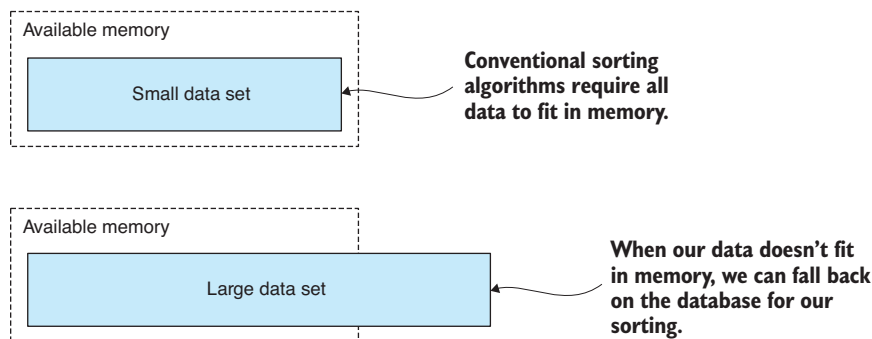 Available memory
Small data set
Conventional sorting
algorithms require all
data to fit in memory.
Available memory
Large data set
When our data doesn’t fit
in memory, we can fall back
on the database for our
sorting.